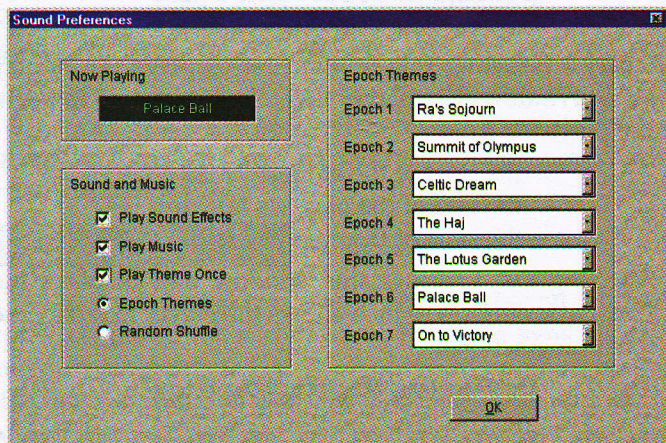 Sound Preferences
Now Playing
Palace Ball
Sound and Music
Play Sound Effects
Play Music
Play Theme Once
Epoch Themes
Random Shuffle
Epoch Themes
Epoch 1 Ra's Sojourn
Epoch 2 Summit of Olympus
Epoch 3 Celtic Dream
Epoch 4 The Haj
Epoch 5 The Lotus Garden
Epoch 6 Palace Ball
Epoch 7 On to Victory
OK